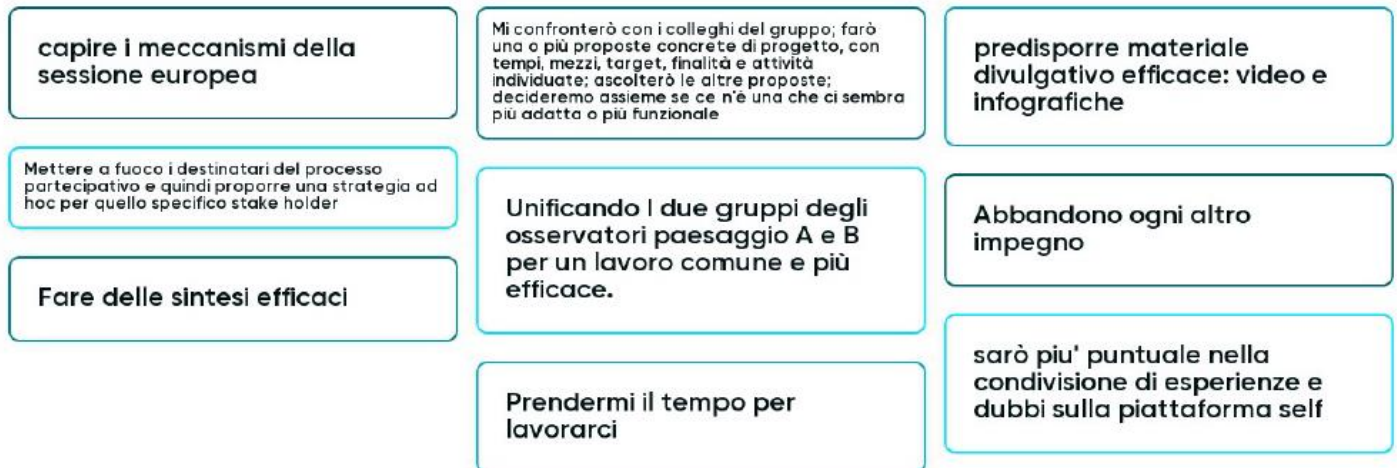 capire i meccanismi della
sessione europea
Mettere a fuoco i destinatari del processo
partecipativo e quindi proporre una strategia ad
hoc per quello specifico stake holder
Fare delle sintesi efficaci
Mi confronterò con i colleghi del gruppo; farò
una o più proposte concrete di progetto, con
tempi, mezzi, target, finalità e attività
individuate; ascolterò le altre proposte;
decideremo assieme se ce n'è una che ci sembra
più adatta o più funzionale
Unificando I due gruppi degli
osservatori paesaggio A e B
per un lavoro comune e più
efficace.
Prendermi il tempo per
lavorarci
predisporre materiale
divulgativo efficace: video e
infografiche
Abbandono ogni altro
impegno
sarò piu' puntuale nella
condivisione di esperienze e
dubbi sulla piattaforma self